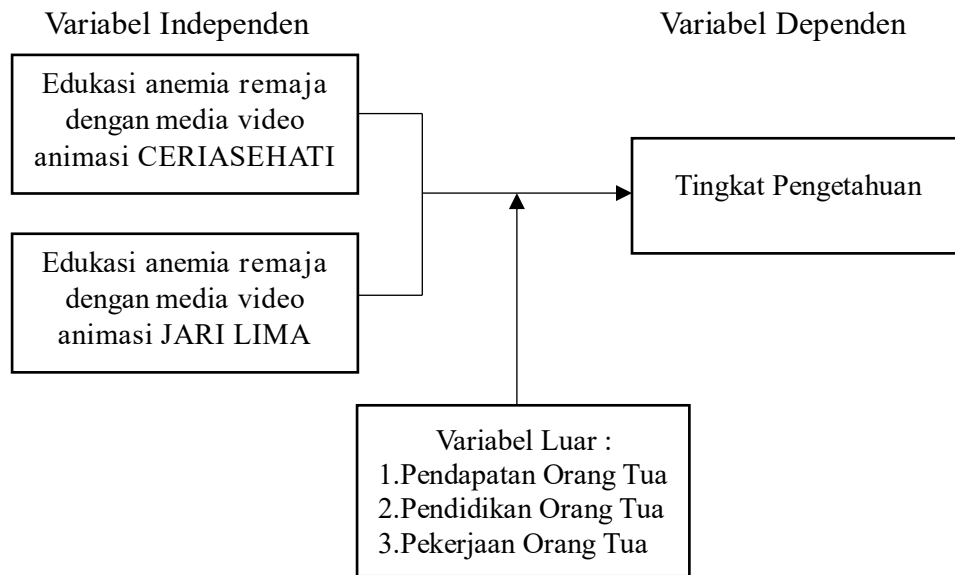 Variabel Independen
Variabel Dependen
Edukasi anemia remaja
dengan media video
animasi CERIASEHATI
Tingkat Pengetahuan
Edukasi anemia remaja
dengan media video
animasi JARI LIMA
Variabel Luar :
1.Pendapatan Orang Tua
2.Pendidikan Orang Tua
3.Pekerjaan Orang Tua